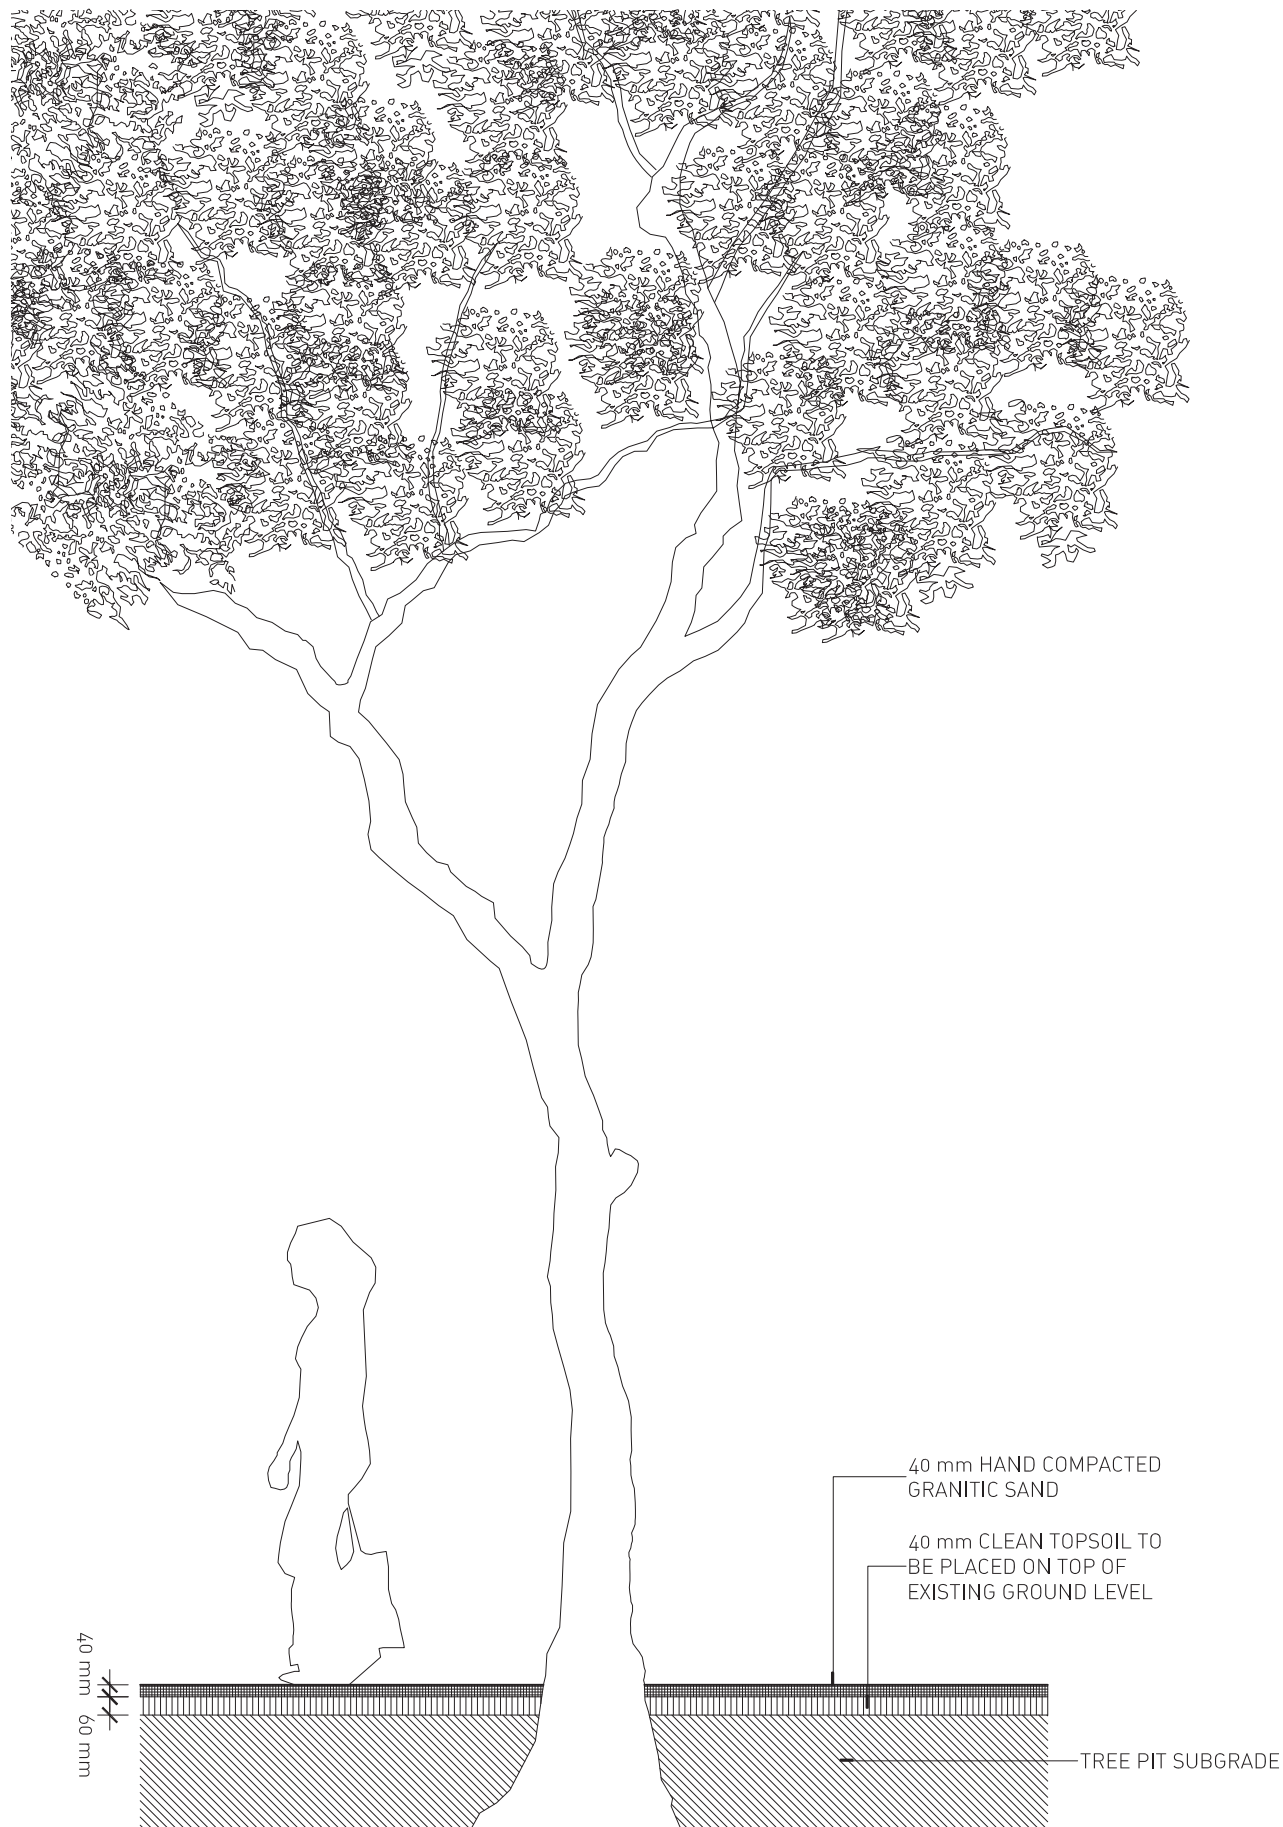 40 mm HAND COMPACTED
GRANITIC SAND
40 mm CLEAN TOPSOIL TO
BE PLACED ON TOP OF
EXISTING GROUND LEVEL
40 mm
60 mm
TREE PIT SUBGRADE